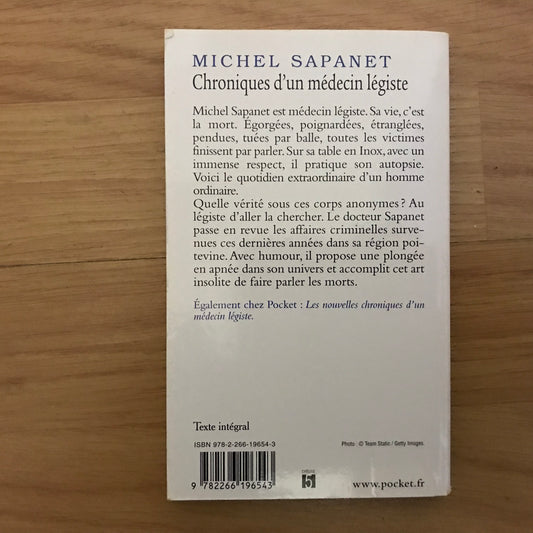 MICHEL SAPANET
Chroniques d'un médecin légiste
Michel Sapanet est médecin légiste. Sa vie, c'est
la mort. Égorgées, poignardées, étranglées,
pendues, tuées par balle, toutes les victimes
finissent par parler. Sur sa table en Inox, avec un
immense respect, il pratique son autopsie.
Voici le quotidien extraordinaire d'un homme
ordinaire.
Quelle vérité sous ces corps anonymes ? Au
légiste d'aller la chercher. Le docteur Sapanet
passe en revue les affaires criminelles surve-
nues ces dernières années dans sa région poi-
tevine. Avec humour, il propose une plongée
en apnée dans son univers et accomplit cet art
insolite de faire parler les morts.
Également chez Pocket : Les nouvelles chroniques d'un
médecin légiste.
Texte intégral
ISBN 978-2-266-19654-3
Photo : © Team Static / Getty Images
9 782266 196543
www.pocket.fr